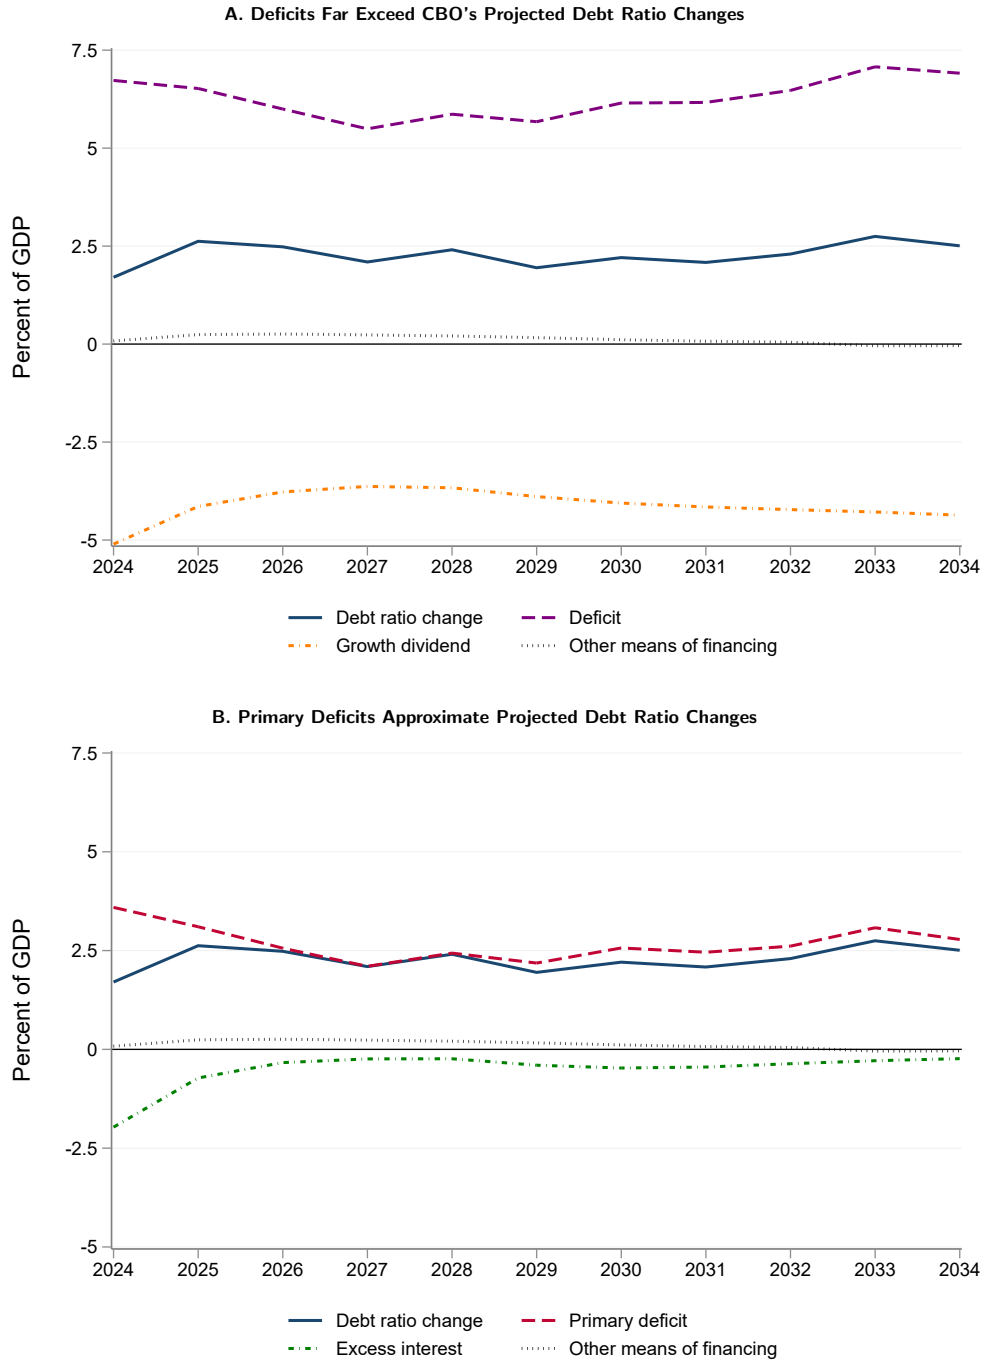 A. Deficits Far Exceed CBO's Projected Debt Ratio Changes
7.5
5
2.5
0
-2.5
-5
Percent of GDP
2024 2025 2026 2027 2028 2029 2030 2031 2032 2033 2034
Debt ratio change Deficit
Growth dividend Other means of financing
B. Primary Deficits Approximate Projected Debt Ratio Changes
7.5
5
2.5
0
-2.5
-5
Percent of GDP
2024 2025 2026 2027 2028 2029 2030 2031 2032 2033 2034
Debt ratio change Primary deficit
Excess interest Other means of financing